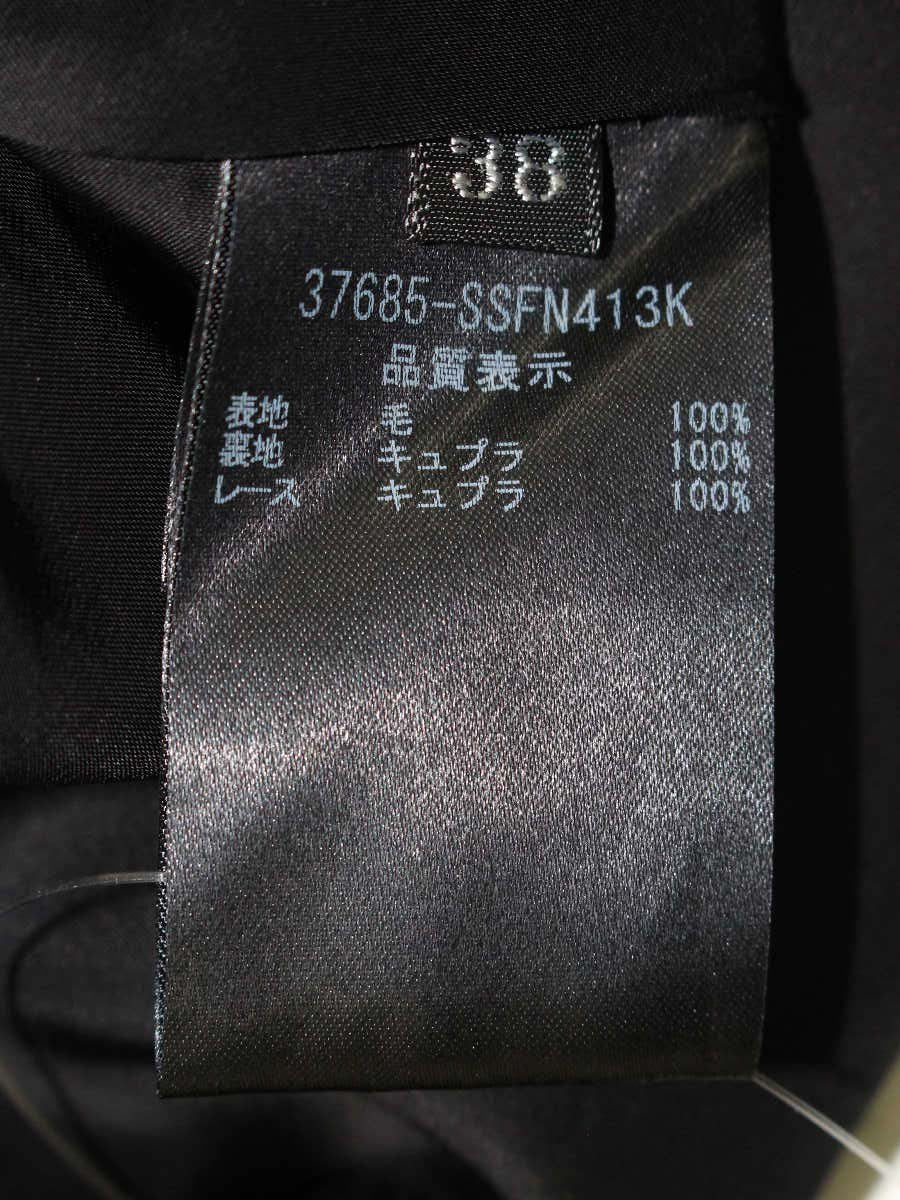 38
37685-SSFN413K
品質表示
表地 毛 100%
裏地 キュプラ 100%
レース キュプラ 100%